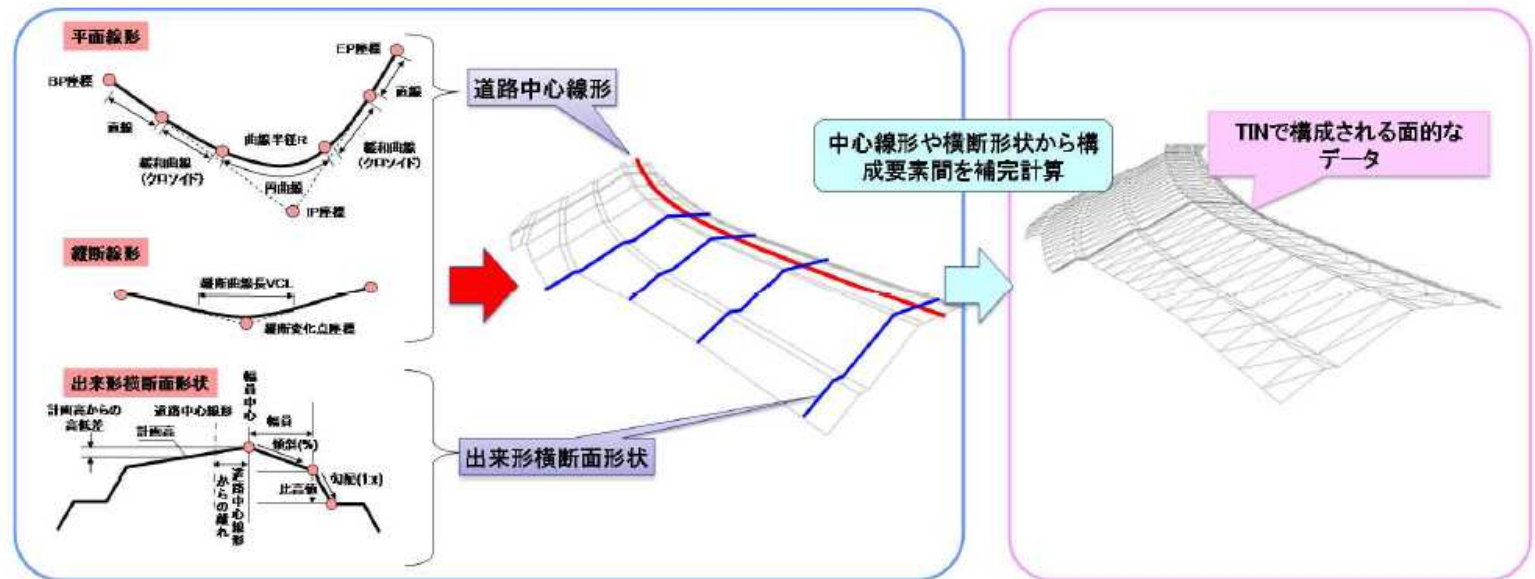 平面線形
EP座標
BP座標
直線
直線
曲線半径R
緩和曲線
(クロソイド)
緩和曲線
(クロソイド)
円曲線
IP座標
縦断線形
縦断曲線長VCL
縦断変化点座標
出来形横断面形状
幅員中心
計画高からの
高低差
道路中心線形
計画高
幅員
傾斜(%)
勾配(1:x)
比高値
道路中心線形
からの離れ
道路中心線形
出来形横断面形状
中心線形や横断形状から構
成要素間を補完計算
TINで構成される面的な
データ